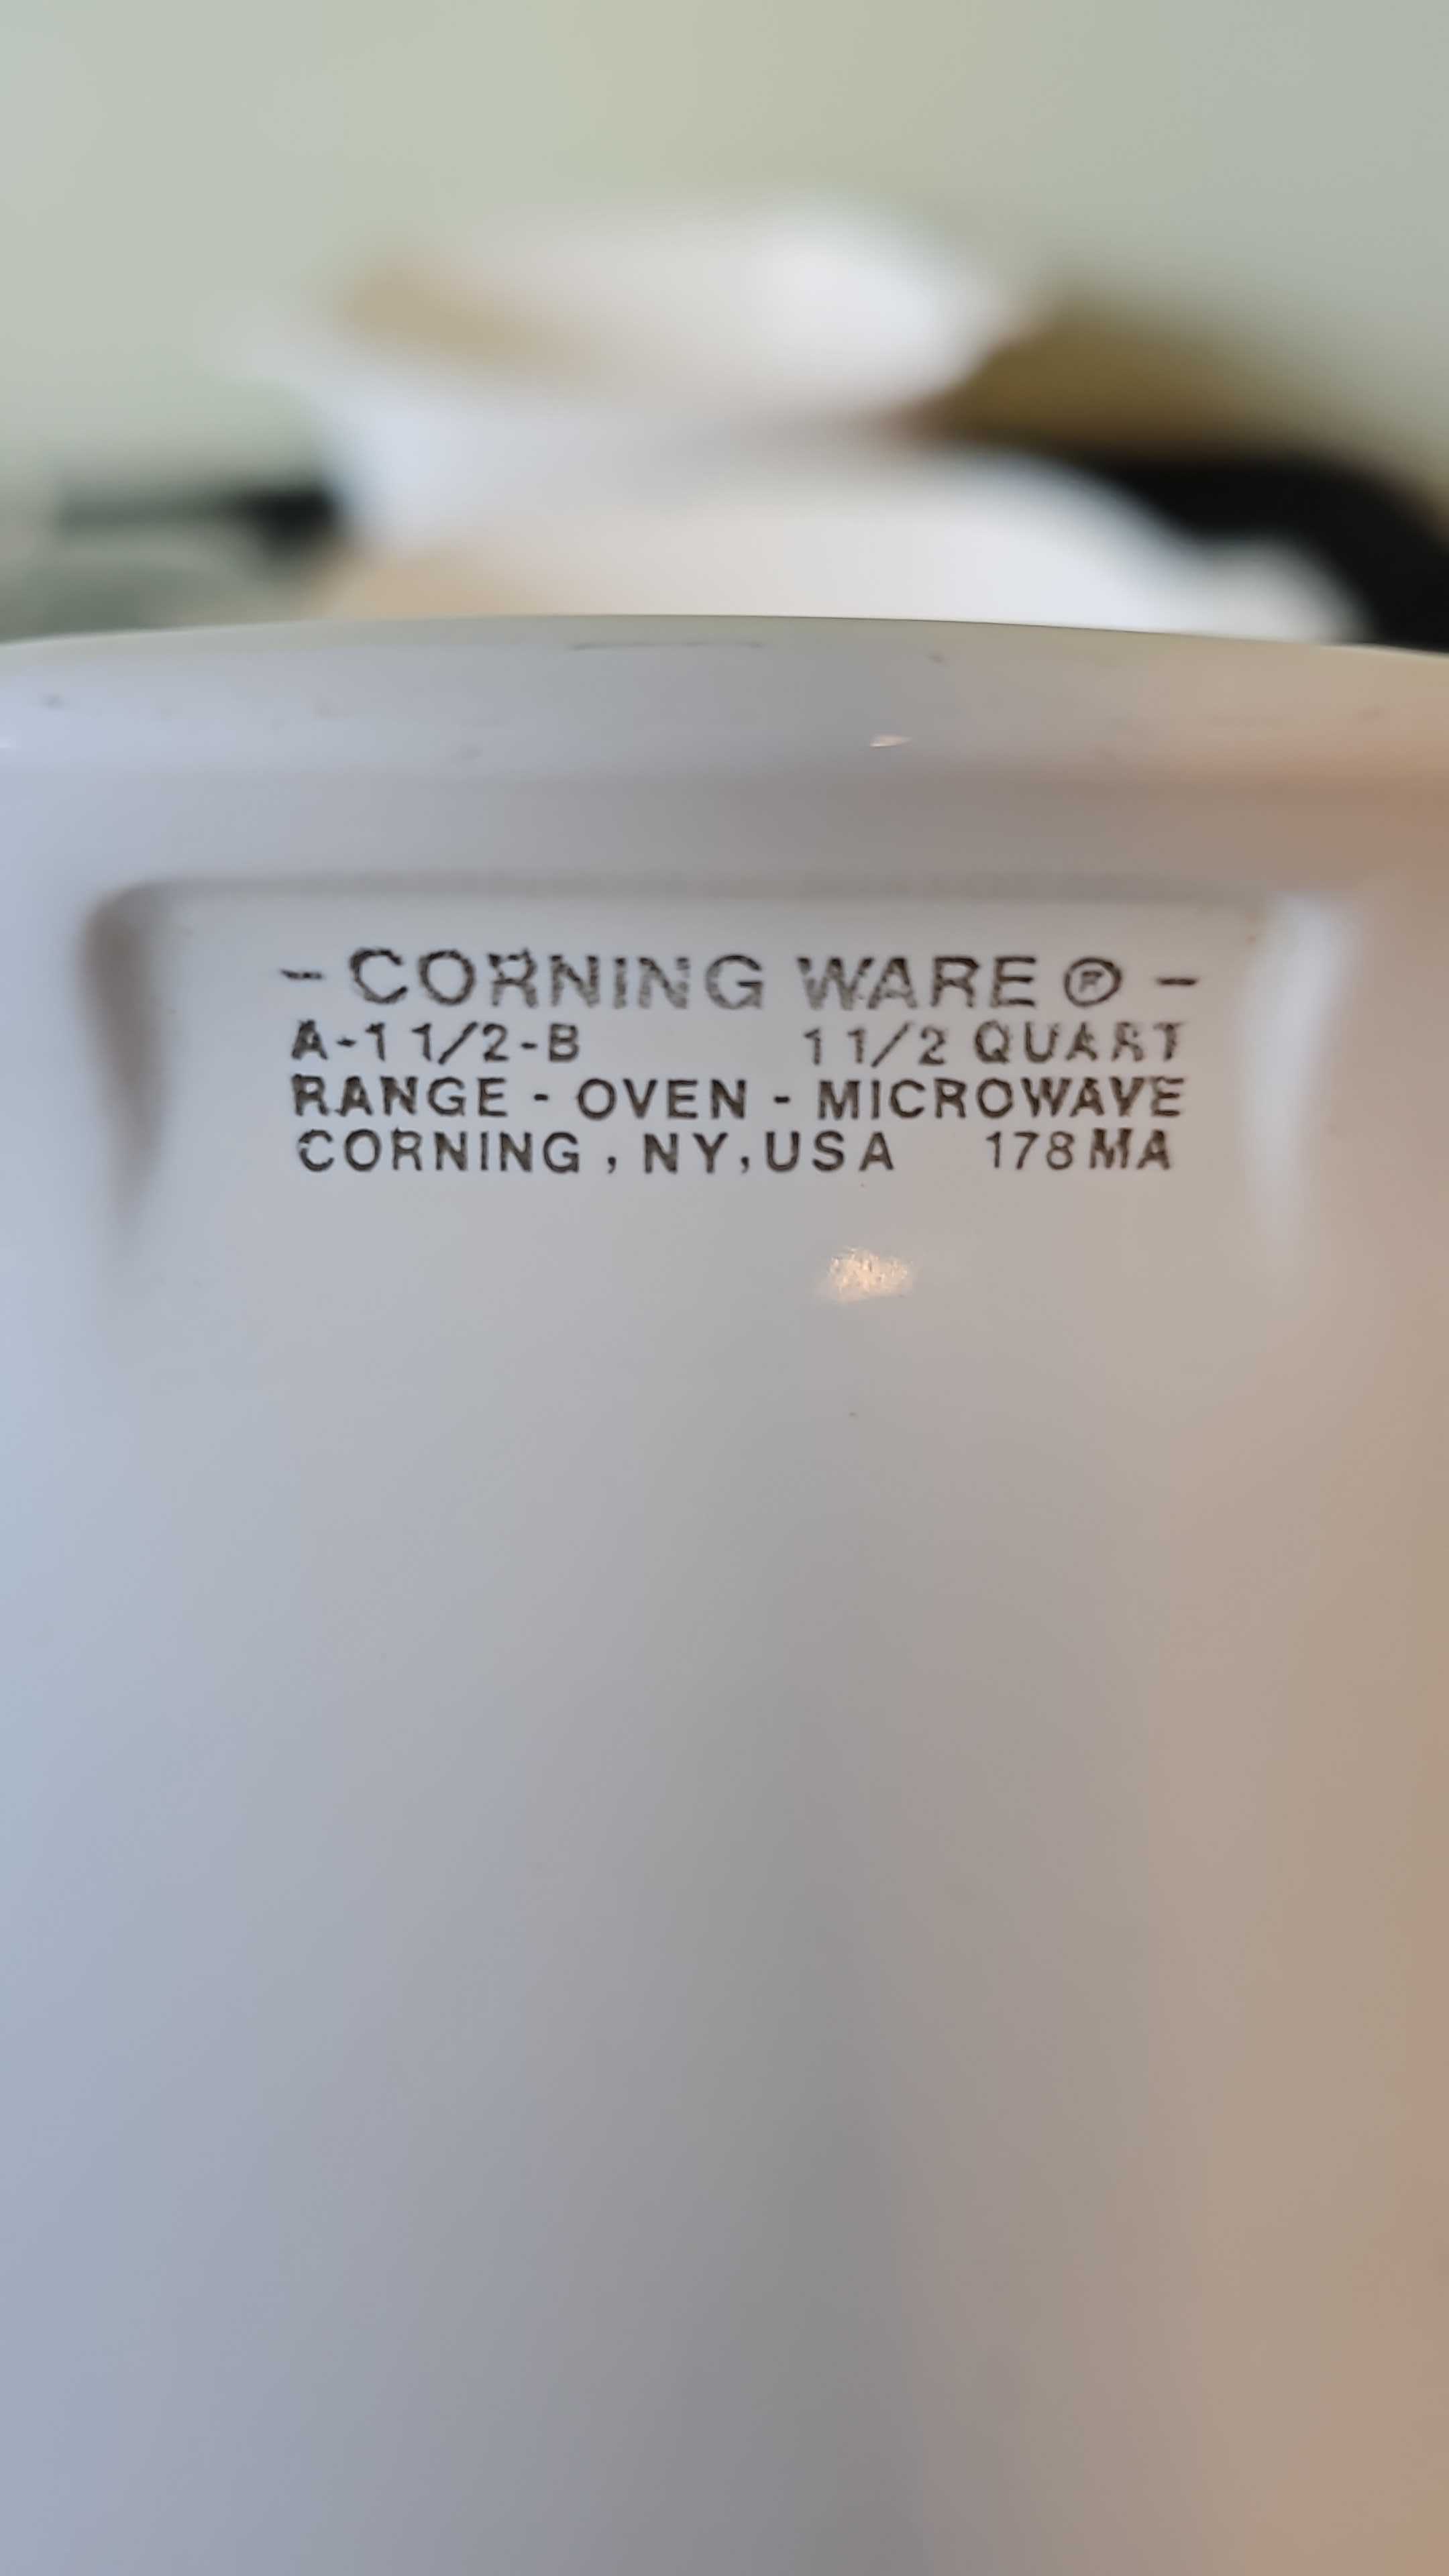 - CORNING WARE ® -
A-1 1/2-B 1 1/2 QUART
RANGE - OVEN - MICROWAVE
CORNING , NY, USA 178 MA